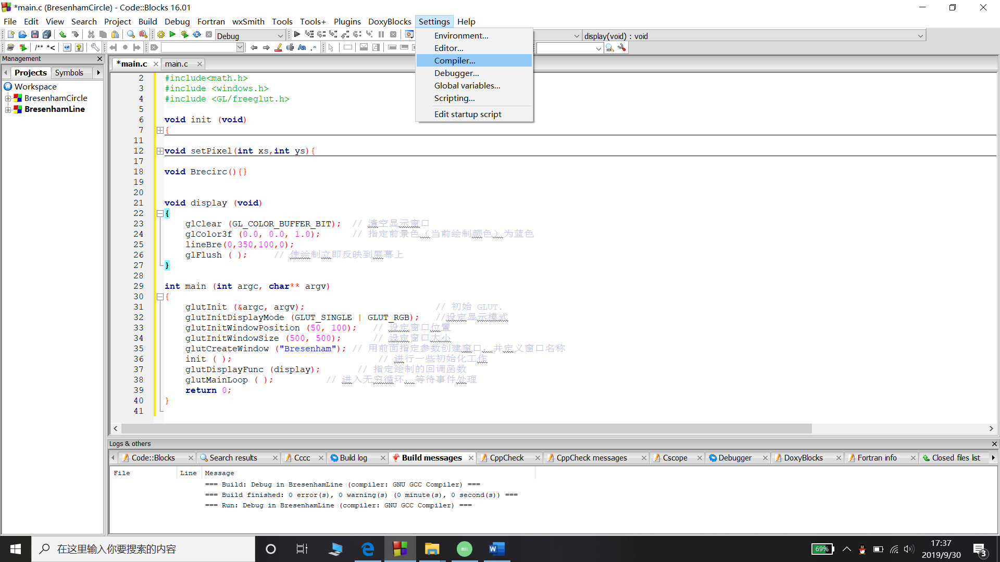 *main.c (BresenhamCircle) - Code::Blocks 16.01
File Edit View Search Project Build Debug Fortran wxSmith Tools Tools+ Plugins DoxyBlocks Settings Help
Debug
display(void) : void
/** *<
Environment...
Editor...
Compiler...
Debugger...
Global variables...
Scripting...
Edit startup script
Management
Projects Symbols
Workspace
BresenhamCircle
BresenhamLine
*main.c main.c
2 #include<math.h>
3 #include <windows.h>
4 #include <GL/freeglut.h>
5
6 void init (void)
7 {
11
12 void setPixel(int xs,int ys){
17
18 void Brecirc(){}
19
20
21 void display (void)
22 {
23 glClear (GL_COLOR_BUFFER_BIT); // 清空显示窗口
24 glColor3f (0.0, 0.0, 1.0); // 指定前景色（当前绘制颜色）为蓝色
25 lineBre(0,350,100,0);
26 glFlush ( ); // 使绘制立即反映到屏幕上
27 }
28
29 int main (int argc, char** argv)
30 {
31 glutInit (&argc, argv); // 初始 GLUT.
32 glutInitDisplayMode (GLUT_SINGLE | GLUT_RGB); //设定显示模式
33 glutInitWindowPosition (50, 100); // 设定窗口位置
34 glutInitWindowSize (500, 500); // 设定窗口大小
35 glutCreateWindow ("Bresenham"); // 用前面指定参数创建窗口，并定义窗口名称
36 init ( ); // 进行一些初始化工作
37 glutDisplayFunc (display); // 指定绘制的回调函数
38 glutMainLoop ( ); // 进入无穷循环，等待事件处理
39 return 0;
40 }
41
Logs & others
Code::Blocks Search results Cccc Build log Build messages CppCheck CppCheck messages Cscope Debugger DoxyBlocks Fortran info Closed files list
File Line Message
=== Build: Debug in BresenhamLine (compiler: GNU GCC Compiler) ===
=== Build finished: 0 error(s), 0 warning(s) (0 minute(s), 0 second(s)) ===
=== Run: Debug in BresenhamLine (compiler: GNU GCC Compiler) ===
在这里输入你要搜索的内容
69%
17:37
2019/9/30
3